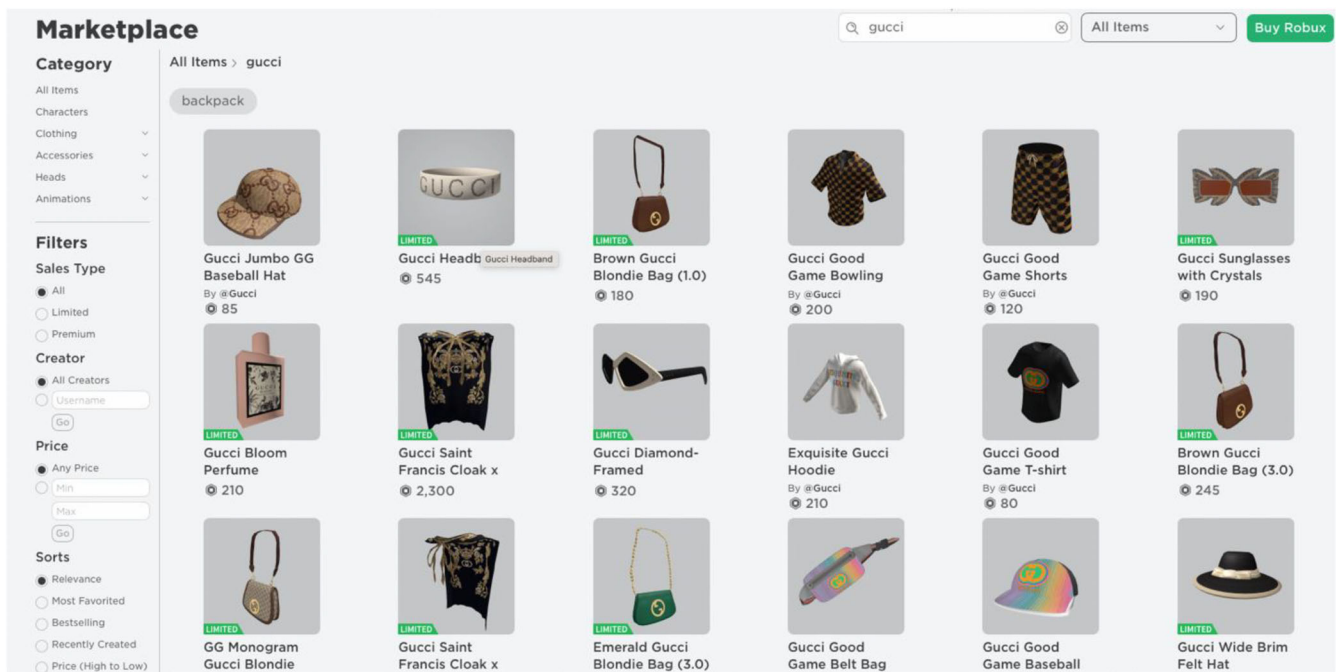 Marketplace
gucci
All Items
Buy Robux
Category
All Items
Characters
Clothing
Accessories
Heads
Animations
Filters
Sales Type
All
Limited
Premium
Creator
All Creators
Username
Go
Price
Any Price
Min
Max
Go
Sorts
Relevance
Most Favorited
Bestselling
Recently Created
Price (High to Low)
All Items > gucci
backpack
Gucci Jumbo GG
Baseball Hat
By @Gucci
85
GUCCI
LIMITED
Gucci Headb
Gucci Headband
545
LIMITED
Brown Gucci
Blondie Bag (1.0)
180
Gucci Good
Game Bowling
By @Gucci
200
Gucci Good
Game Shorts
By @Gucci
120
LIMITED
Gucci Sunglasses
with Crystals
190
LIMITED
Gucci Bloom
Perfume
210
LIMITED
Gucci Saint
Francis Cloak x
2,300
LIMITED
Gucci Diamond-
Framed
320
Exquisite Gucci
Hoodie
By @Gucci
210
Gucci Good
Game T-shirt
By @Gucci
80
LIMITED
Brown Gucci
Blondie Bag (3.0)
245
LIMITED
GG Monogram
Gucci Blondie
LIMITED
Gucci Saint
Francis Cloak x
LIMITED
Emerald Gucci
Blondie Bag (3.0)
Gucci Good
Game Belt Bag
Gucci Good
Game Baseball
LIMITED
Gucci Wide Brim
Felt Hat